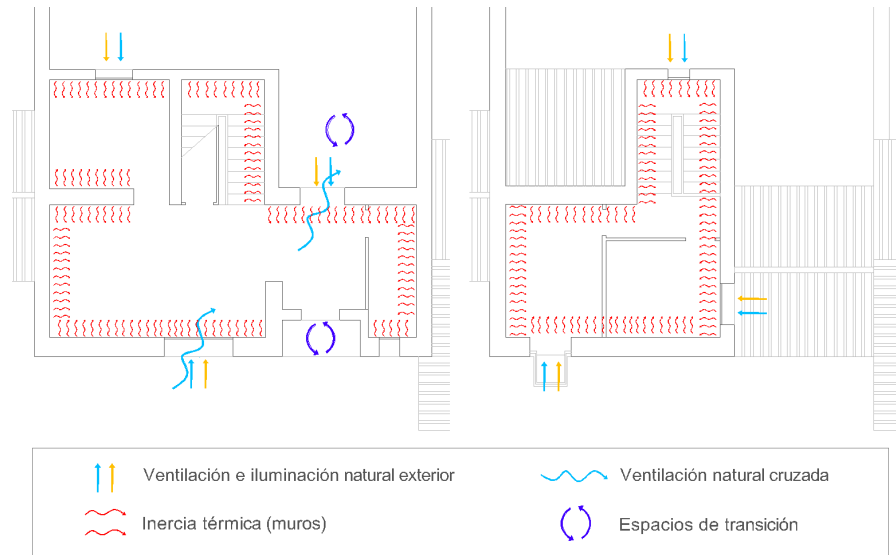 Ventilación e iluminación natural exterior
Ventilación natural cruzada
Inercia térmica (muros)
Espacios de transición